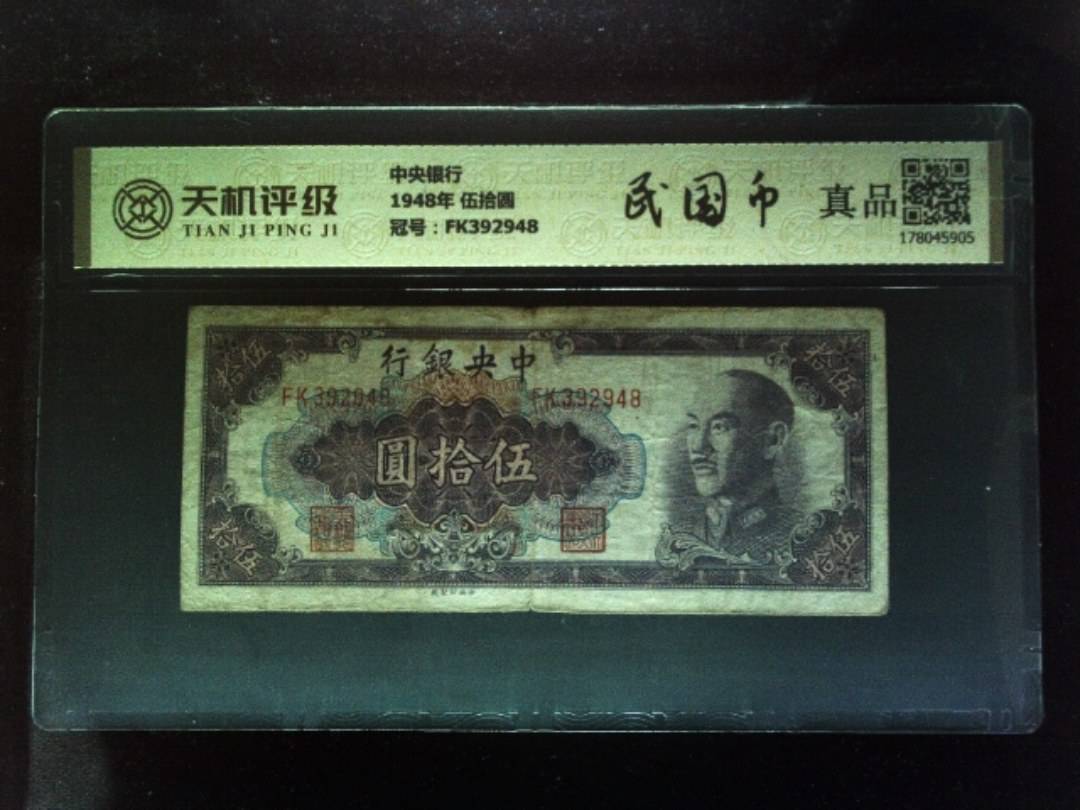 天机评级
TIAN JI PING JI
中央银行
1948年 伍拾圆
冠号：FK392948
民国币
真品
178045905
拾伍
行銀央中
拾伍
FK392948
FK392948
圓拾伍
拾伍
拾伍